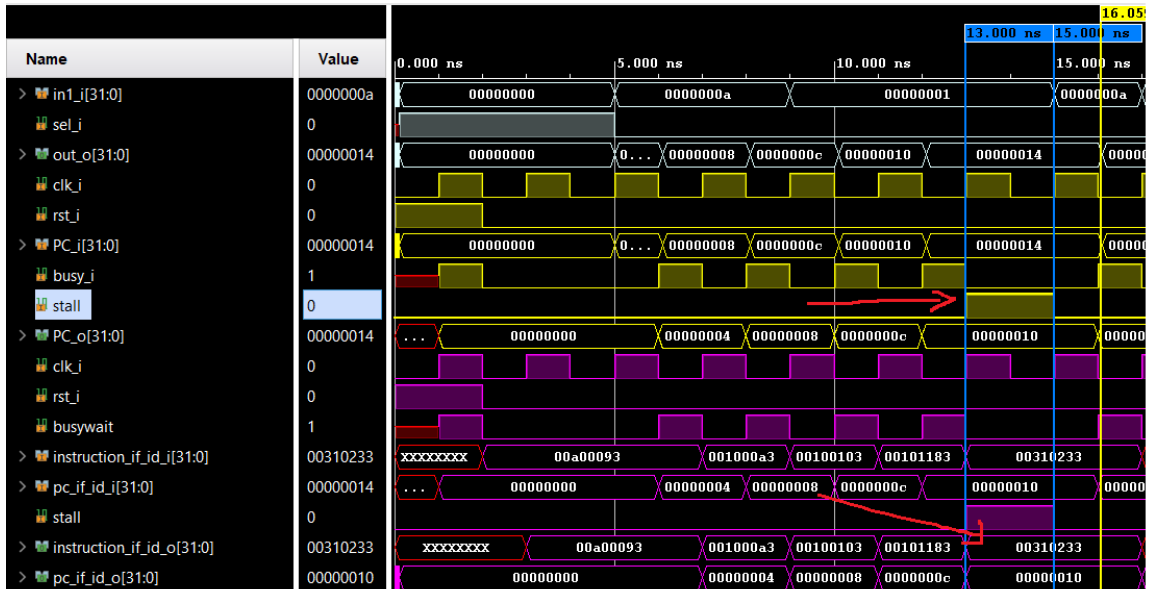 16.059
13.000 ns 15.000 ns
Name Value 0.000 ns 5.000 ns 10.000 ns 15.000 ns
in1_i[31:0] 0000000a 00000000 0000000a 00000001 0000000a
sel_i 0
out_o[31:0] 00000014 00000000 0... 00000008 0000000c 00000010 00000014 00000
clk_i 0
rst_i 0
PC_i[31:0] 00000014 00000000 0... 00000008 0000000c 00000010 00000014 00000
busy_i 1
stall 0
PC_o[31:0] 00000014 ... 00000000 00000004 00000008 0000000c 00000010 00000
clk_i 0
rst_i 0
busywait 1
instruction_if_id_i[31:0] 00310233 XXXXXXXX 00a00093 001000a3 00100103 00101183 00310233
pc_if_id_i[31:0] 00000014 ... 00000000 00000004 00000008 0000000c 00000010 00000
stall 0
instruction_if_id_o[31:0] 00310233 XXXXXXXX 00a00093 001000a3 00100103 00101183 00310233
pc_if_id_o[31:0] 00000010 00000000 00000004 00000008 0000000c 00000010